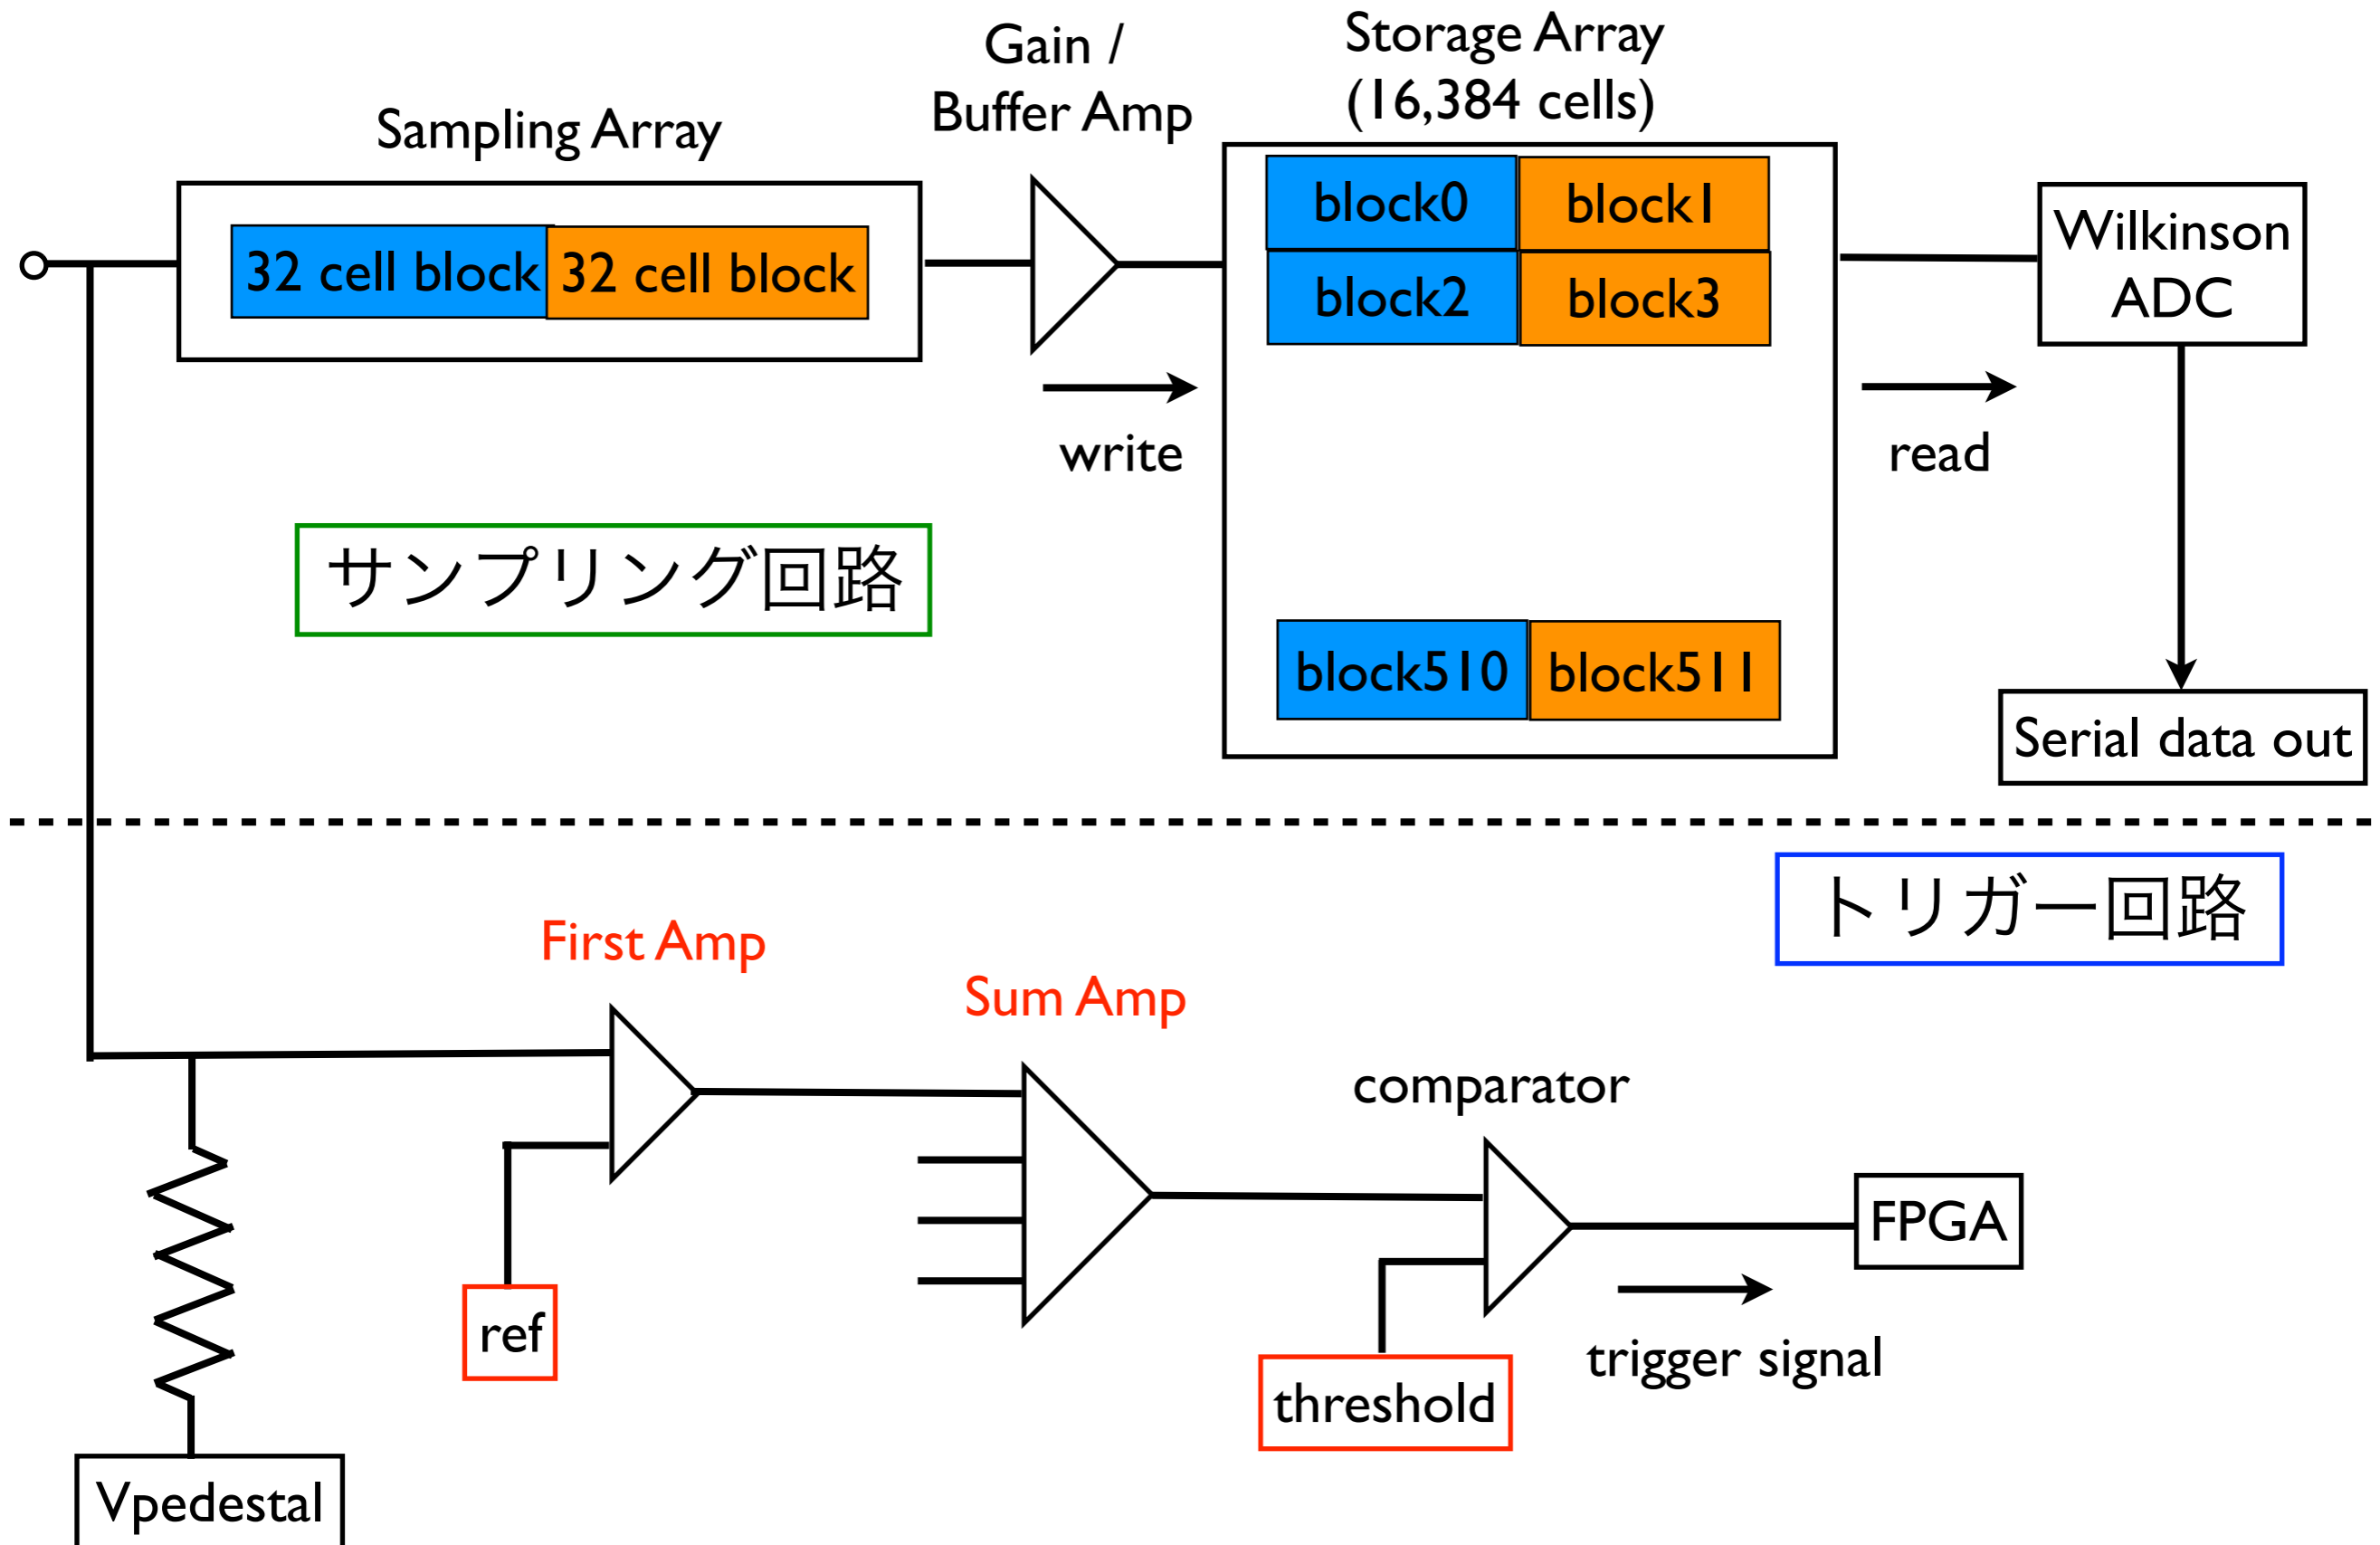 Sampling Array
Gain /
Buffer Amp
Storage Array
(16,384 cells)
32 cell block
32 cell block
block0
block1
block2
block3
block510
block511
Wilkinson
ADC
write
read
サンプリング回路
Serial data out
トリガー回路
First Amp
Sum Amp
comparator
FPGA
ref
threshold
trigger signal
Vpedestal